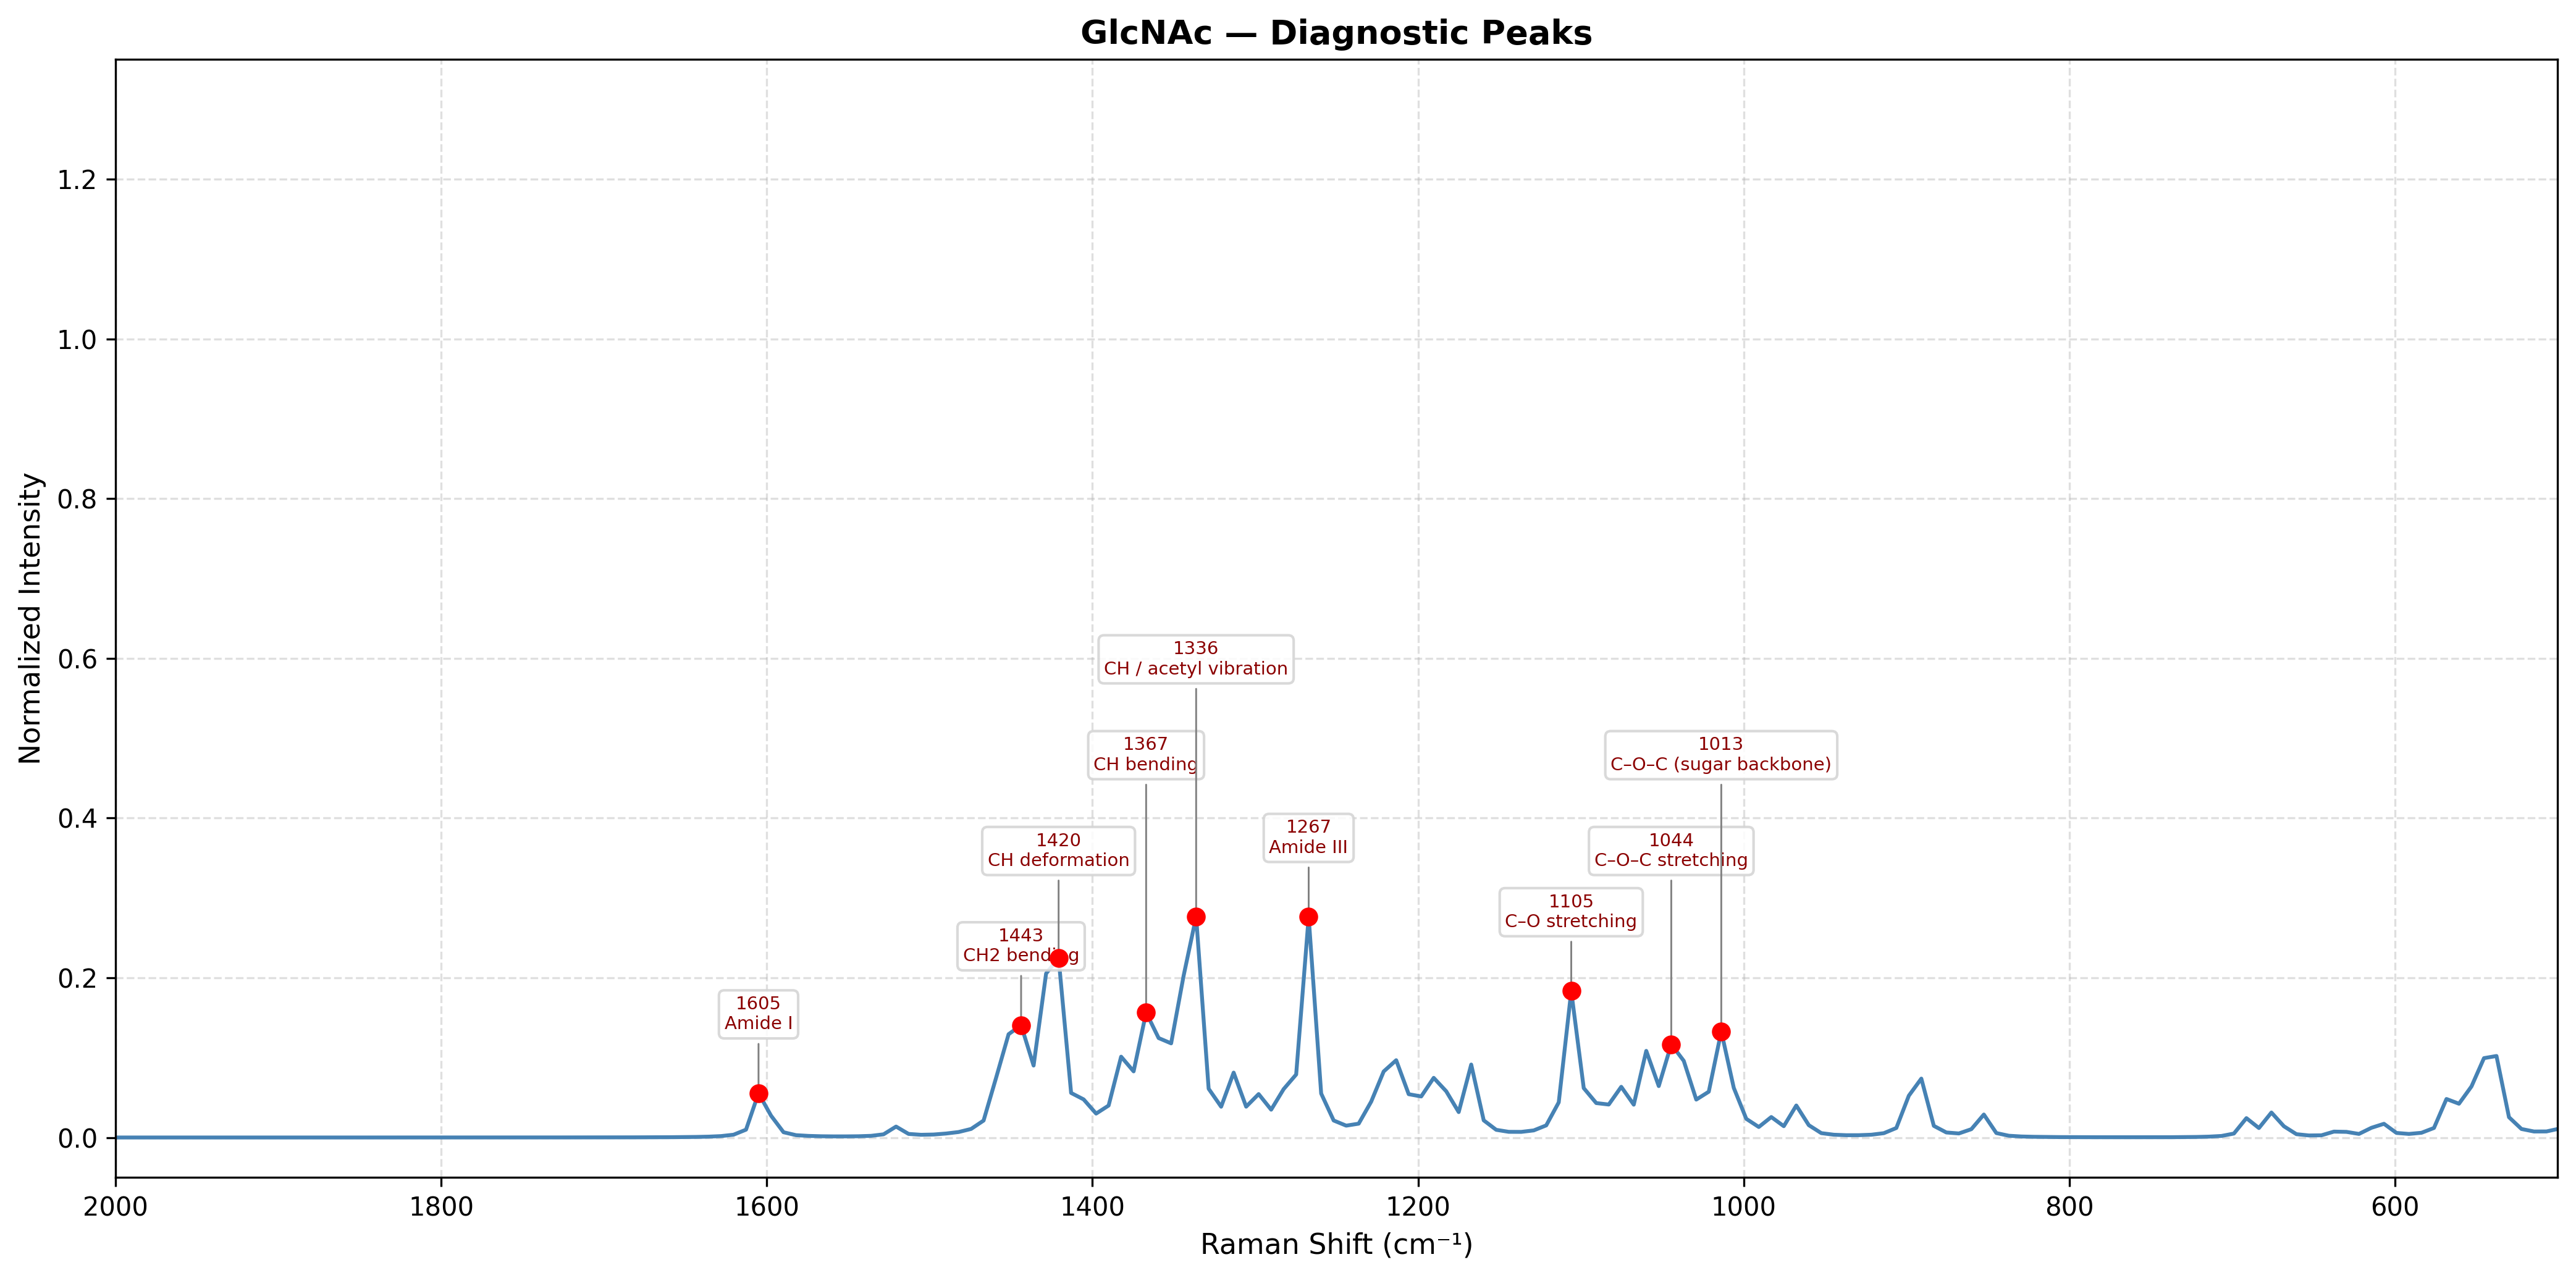 GlcNAc — Diagnostic Peaks
Normalized Intensity
1.2
1.0
0.8
0.6
0.4
0.2
0.0
1336
CH / acetyl vibration
1367
CH bending
1013
C–O–C (sugar backbone)
1267
Amide III
1420
CH deformation
1044
C–O–C stretching
1105
C–O stretching
1443
CH2 bending
1605
Amide I
2000
1800
1600
1400
1200
1000
800
600
Raman Shift (cm⁻¹)